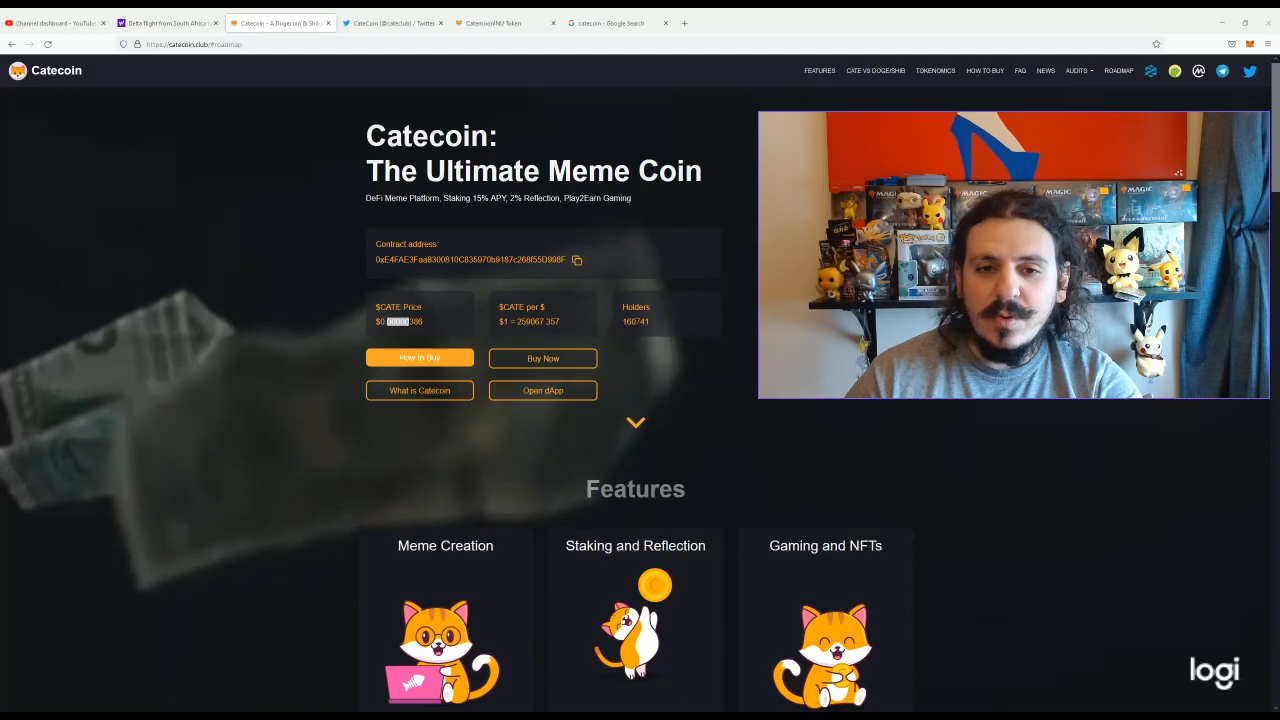 Channel dashboard - YouTube S
Delta flight from South Africa to
Catecoin - A Dogecoin & Shib
CateCoin (@cateclub) / Twitter
CatemoonINU Token
catecoin - Google Search
https://catecoin.club/#roadmap
Catecoin
FEATURES
CATE VS DOGE/SHIB
TOKENOMICS
HOW TO BUY
FAQ
NEWS
AUDITS
ROADMAP
Catecoin:
The Ultimate Meme Coin
DeFi Meme Platform, Staking 15% APY, 2% Reflection, Play2Earn Gaming
Contract address:
0xE4FAE3Faa8300810C835970b9187c268f55D998F
$CATE Price
$0.00000386
$CATE per $
$1 = 259067.357
Holders
160741
How to Buy
Buy Now
What is Catecoin
Open dApp
Features
Meme Creation
Staking and Reflection
Gaming and NFTs
MAGIC
MAGIC
MAGIC
logi